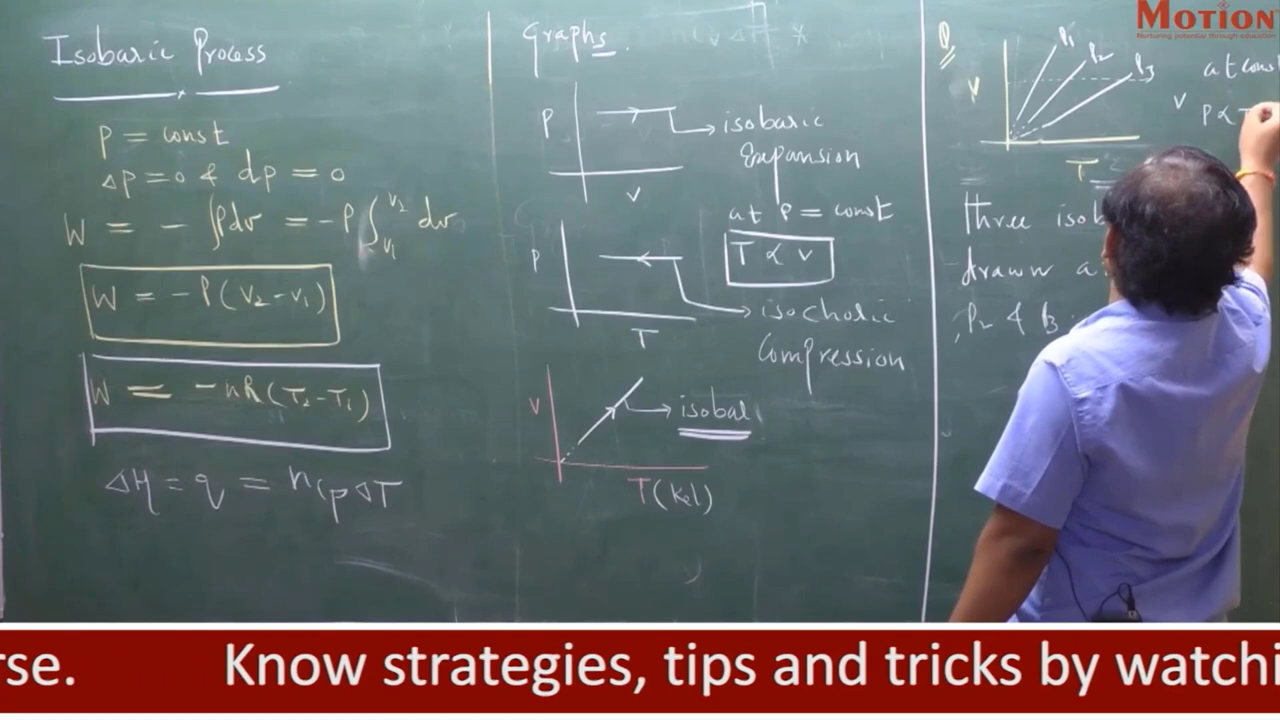 Isobaric Process
P = const
ΔP = 0 & dP = 0
W = - ∫Pdv = -P ∫ᵥ₁ᵛ² dv
W = -P(V₂-V₁)
W = -nR(T₂-T₁)
ΔH = q = nCpΔT
Graphs.
P
isobaric
Expansion
V
at P = const
T ∝ V
P
isochoric
Compression
T
V
isobar
T(Kel)
Q
P₁
P₂
P₃
V
T
at const
V
P ∝
Three
drawn
P₂ &
MOTION
Nurturing potential through education
rse. Know strategies, tips and tricks by watchi